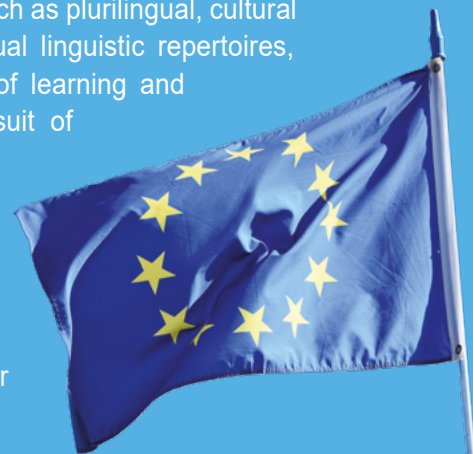 ch as plurilingual, cultural
ual linguistic repertoires,
of learning and
suit of
r